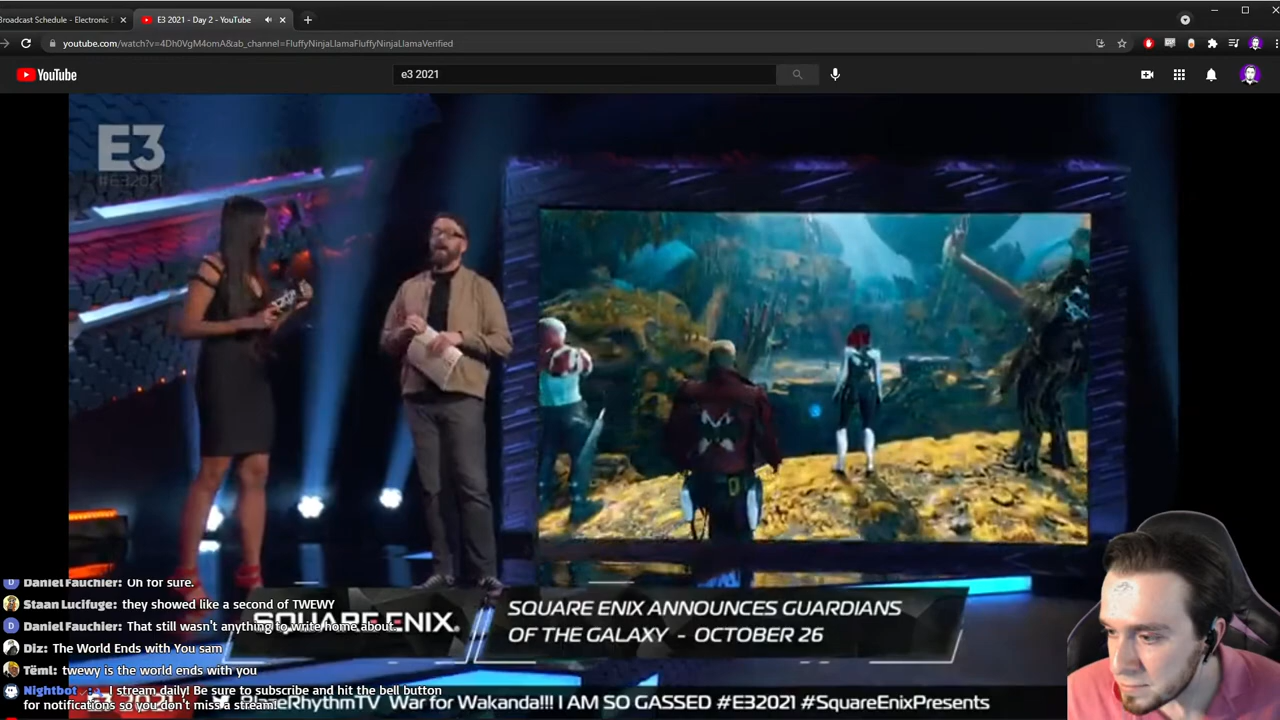 Broadcast Schedule - Electronic E
E3 2021 - Day 2 - YouTube
youtube.com/watch?v=4Dh0VgM4omA&ab_channel=FluffyNinjaLlamaFluffyNinjaLlamaVerified
YouTube
e3 2021
E3
#E32021
Daniel Fauchier: Oh for sure.
Staan Lucifuge: they showed like a second of TWEWY
Daniel Fauchier: That still wasn't anything to write home about.
Diz: The World Ends with You sam
Tëml: twewy is the world ends with you
Nightbot: I stream daily! Be sure to subscribe and hit the bell button
for notifications so you don't miss a stream!
SQUARE ENIX.
SQUARE ENIX ANNOUNCES GUARDIANS
OF THE GALAXY - OCTOBER 26
RhythmTV War for Wakanda!!! I AM SO GASSED #E32021 #SquareEnixPresents